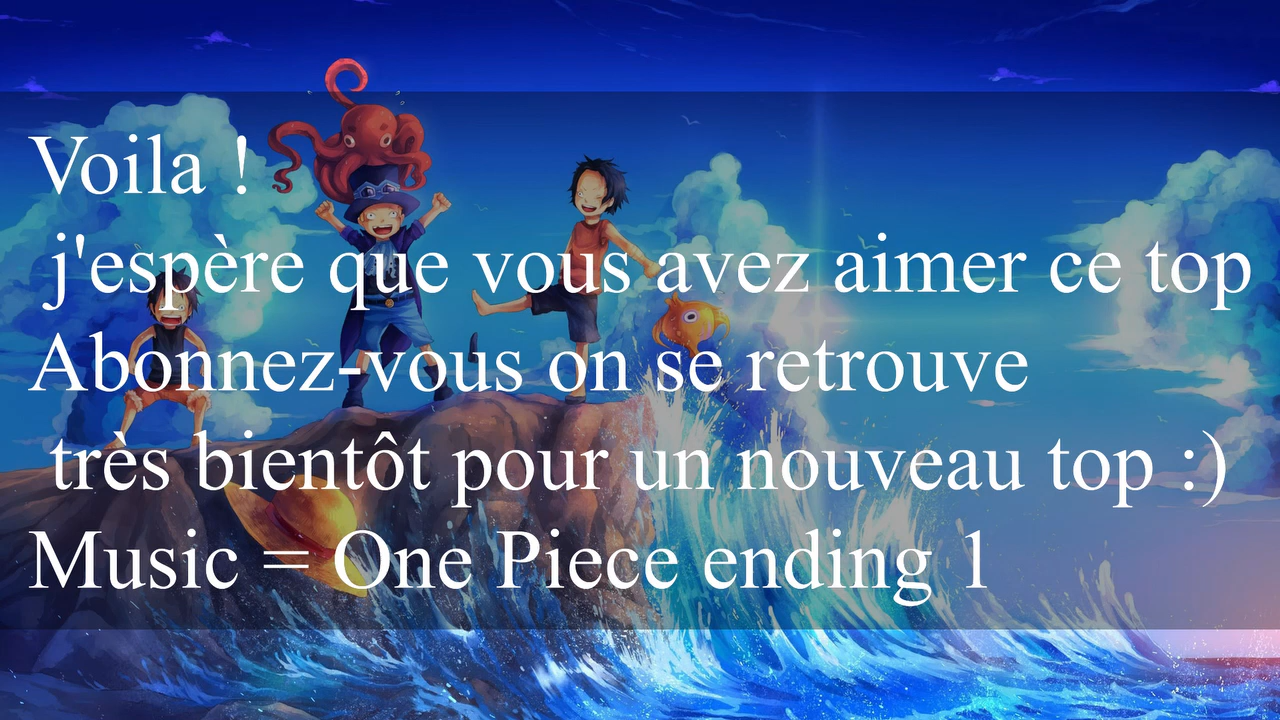 Voila !
j'espère que vous avez aimer ce top
Abonnez-vous on se retrouve
très bientôt pour un nouveau top :)
Music = One Piece ending 1